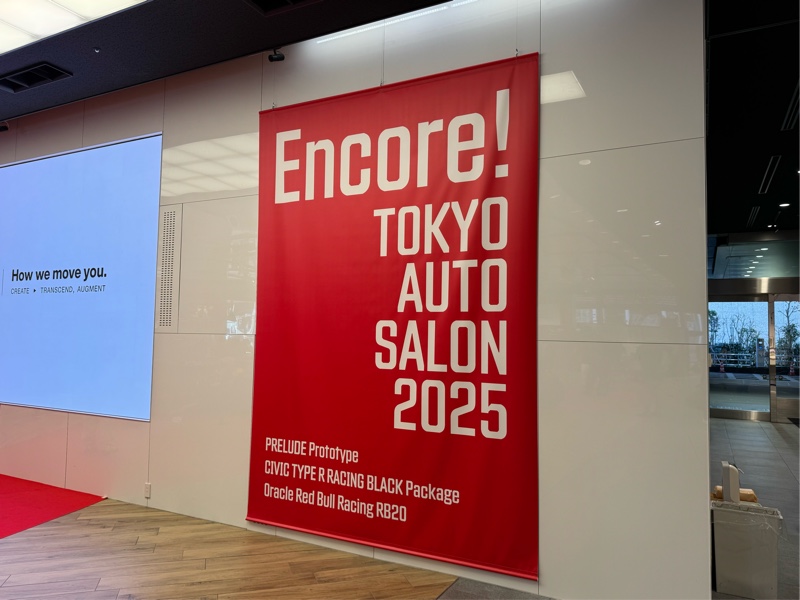 How we move you.
CREATE ▸ TRANSCEND, AUGMENT
Encore!
TOKYO
AUTO
SALON
2025
PRELUDE Prototype
CIVIC TYPE R RACING BLACK Package
Oracle Red Bull Racing RB20